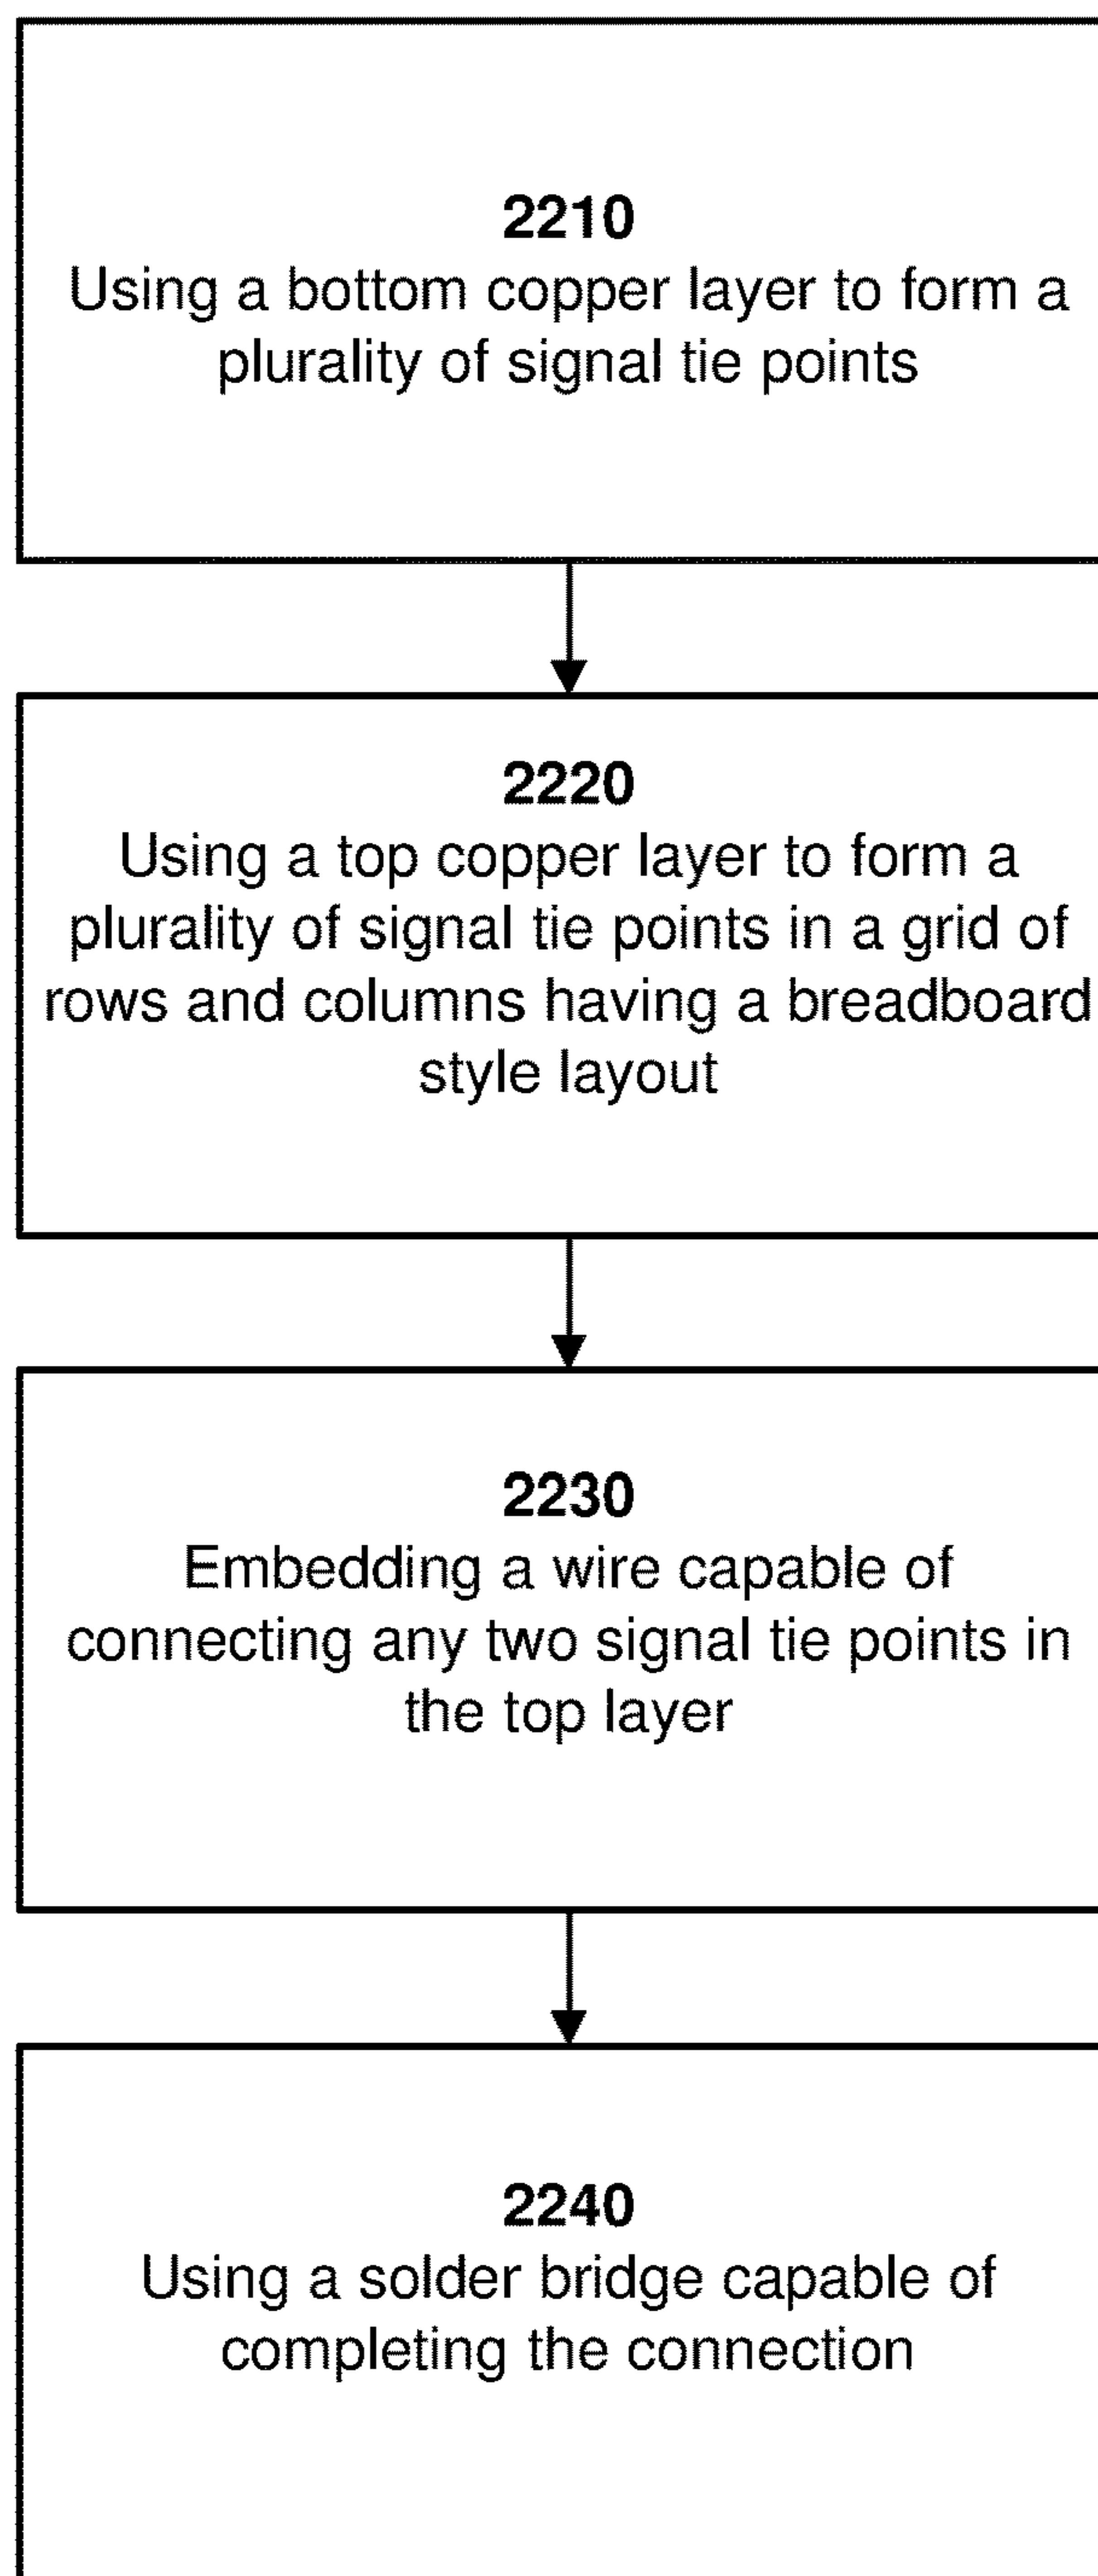 2210
Using a bottom copper layer to form a
plurality of signal tie points
2220
Using a top copper layer to form a
plurality of signal tie points in a grid of
rows and columns having a breadboard
style layout
2230
Embedding a wire capable of
connecting any two signal tie points in
the top layer
2240
Using a solder bridge capable of
completing the connection